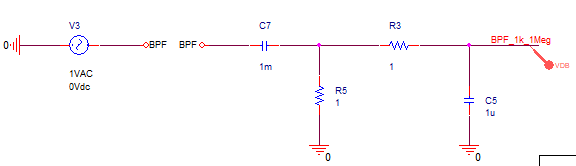 V3
0
1VAC
0Vdc
BPF
BPF
C7
1m
R5
1
0
R3
1
BPF_1k_1Meg
VDB
C5
1u
0